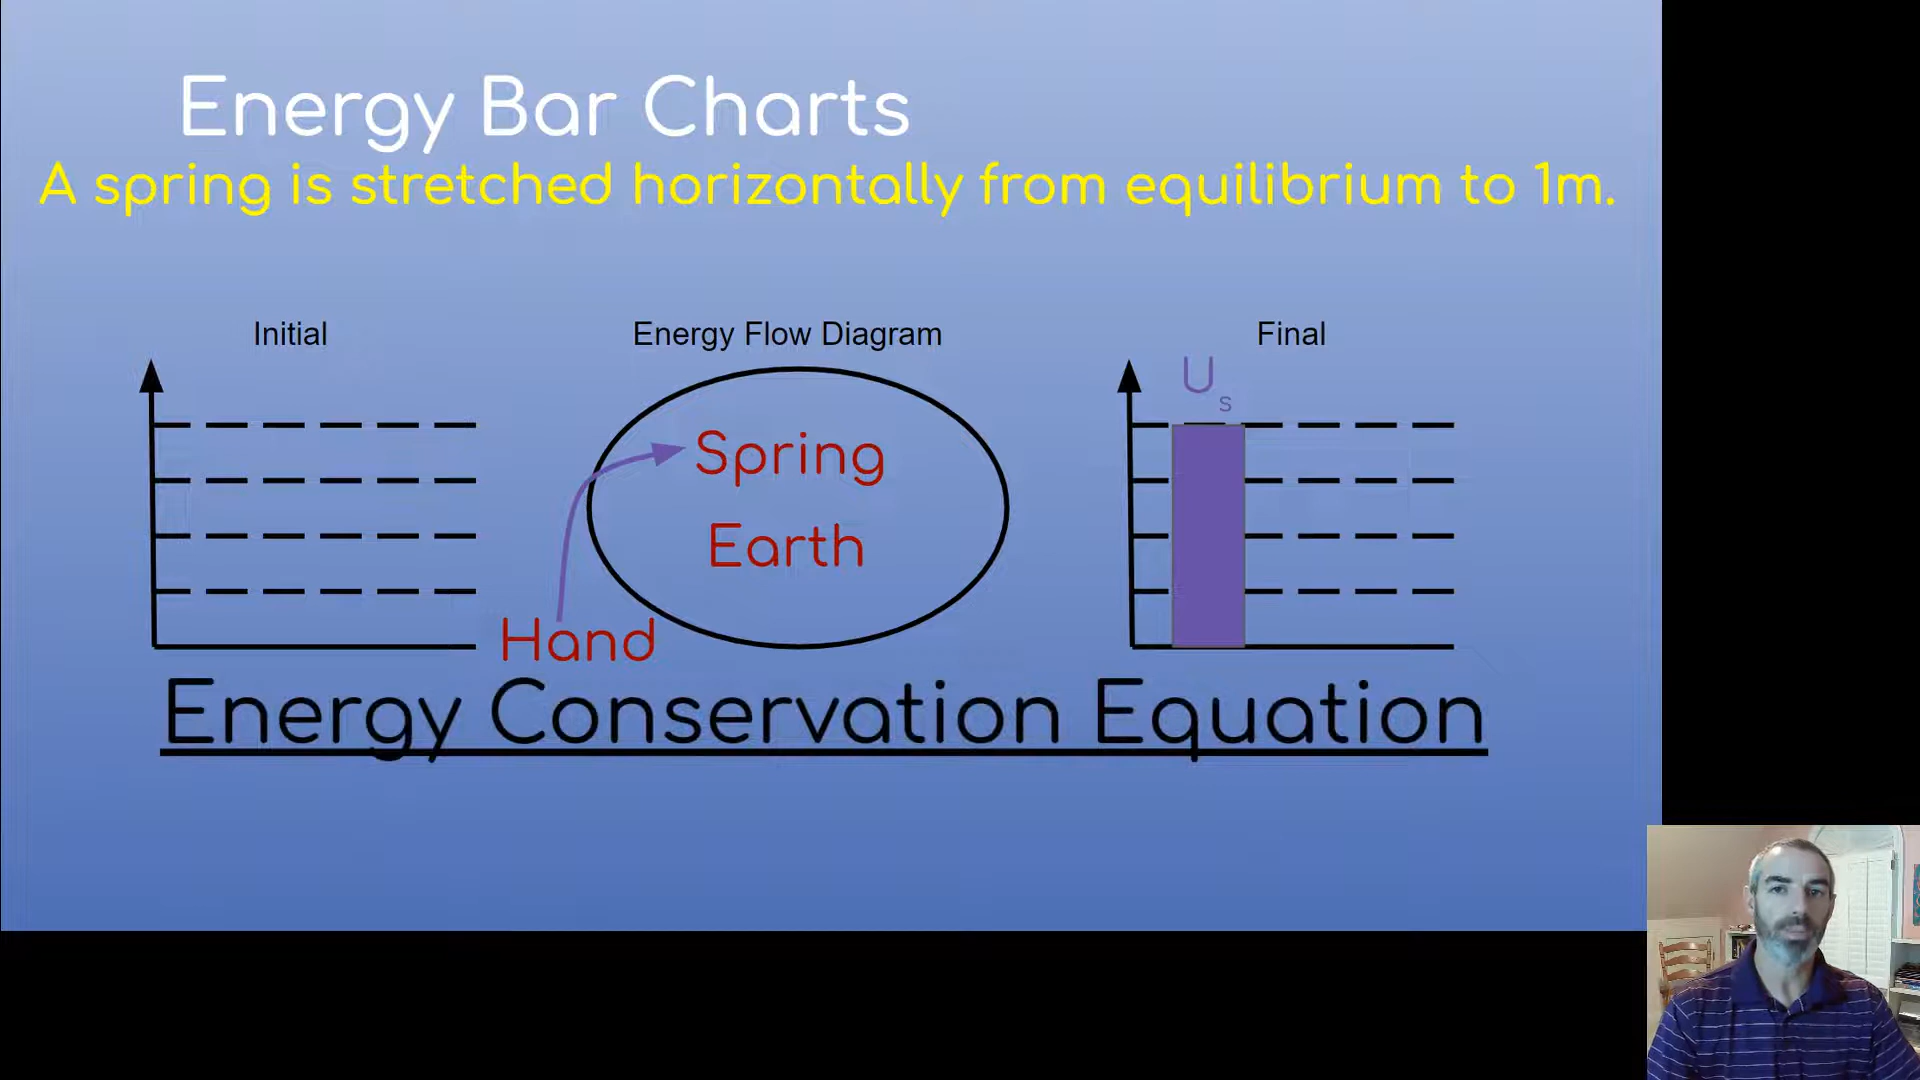 Energy Bar Charts
A spring is stretched horizontally from equilibrium to 1m.
Initial
Energy Flow Diagram
Final
U s
Spring
Earth
Hand
Energy Conservation Equation